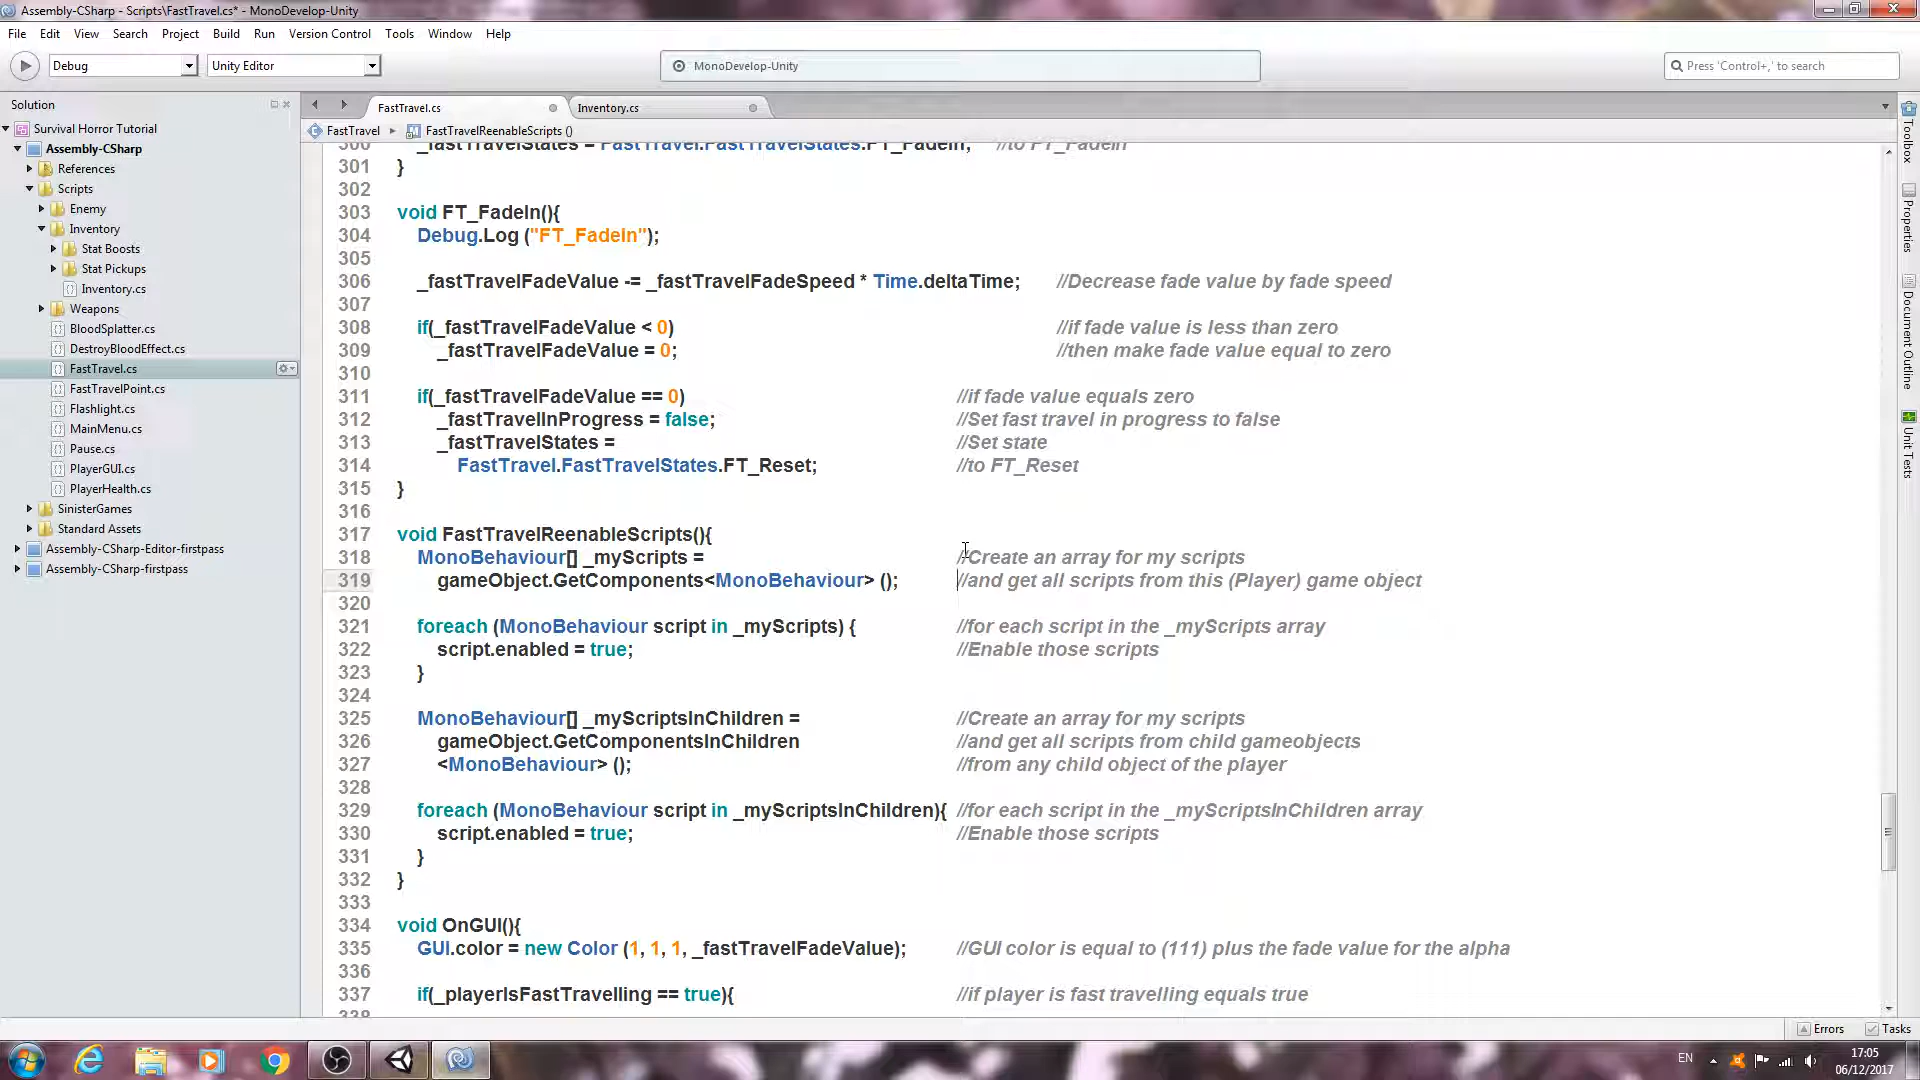 Assembly-CSharp - Scripts\FastTravel.cs* - MonoDevelop-Unity
File Edit View Search Project Build Run Version Control Tools Window Help
Debug Unity Editor MonoDevelop-Unity Press 'Control+,' to search
Solution
Survival Horror Tutorial
Assembly-CSharp
References
Scripts
Enemy
Inventory
Stat Boosts
Stat Pickups
Inventory.cs
Weapons
BloodSplatter.cs
DestroyBloodEffect.cs
FastTravel.cs
FastTravelPoint.cs
Flashlight.cs
MainMenu.cs
Pause.cs
PlayerGUI.cs
PlayerHealth.cs
SinisterGames
Standard Assets
Assembly-CSharp-Editor-firstpass
Assembly-CSharp-firstpass
FastTravel.cs Inventory.cs
FastTravel FastTravelReenableScripts ()
300 _fastTravelStates = FastTravel.FastTravelStates.FT_FadeIn; //to FT_FadeIn
301 }
302
303 void FT_FadeIn(){
304 Debug.Log ("FT_FadeIn");
305
306 _fastTravelFadeValue -= _fastTravelFadeSpeed * Time.deltaTime; //Decrease fade value by fade speed
307
308 if(_fastTravelFadeValue < 0) //if fade value is less than zero
309 _fastTravelFadeValue = 0; //then make fade value equal to zero
310
311 if(_fastTravelFadeValue == 0) //if fade value equals zero
312 _fastTravelInProgress = false; //Set fast travel in progress to false
313 _fastTravelStates = //Set state
314 FastTravel.FastTravelStates.FT_Reset; //to FT_Reset
315 }
316
317 void FastTravelReenableScripts(){
318 MonoBehaviour[] _myScripts = //Create an array for my scripts
319 gameObject.GetComponents<MonoBehaviour> (); //and get all scripts from this (Player) game object
320
321 foreach (MonoBehaviour script in _myScripts) { //for each script in the _myScripts array
322 script.enabled = true; //Enable those scripts
323 }
324
325 MonoBehaviour[] _myScriptsInChildren = //Create an array for my scripts
326 gameObject.GetComponentsInChildren //and get all scripts from child gameobjects
327 <MonoBehaviour> (); //from any child object of the player
328
329 foreach (MonoBehaviour script in _myScriptsInChildren){ //for each script in the _myScriptsInChildren array
330 script.enabled = true; //Enable those scripts
331 }
332 }
333
334 void OnGUI(){
335 GUI.color = new Color (1, 1, 1, _fastTravelFadeValue); //GUI color is equal to (111) plus the fade value for the alpha
336
337 if(_playerIsFastTravelling == true){ //if player is fast travelling equals true
338
Toolbox
Properties
Document Outline
Unit Tests
Errors Tasks
EN
17:05
06/12/2017